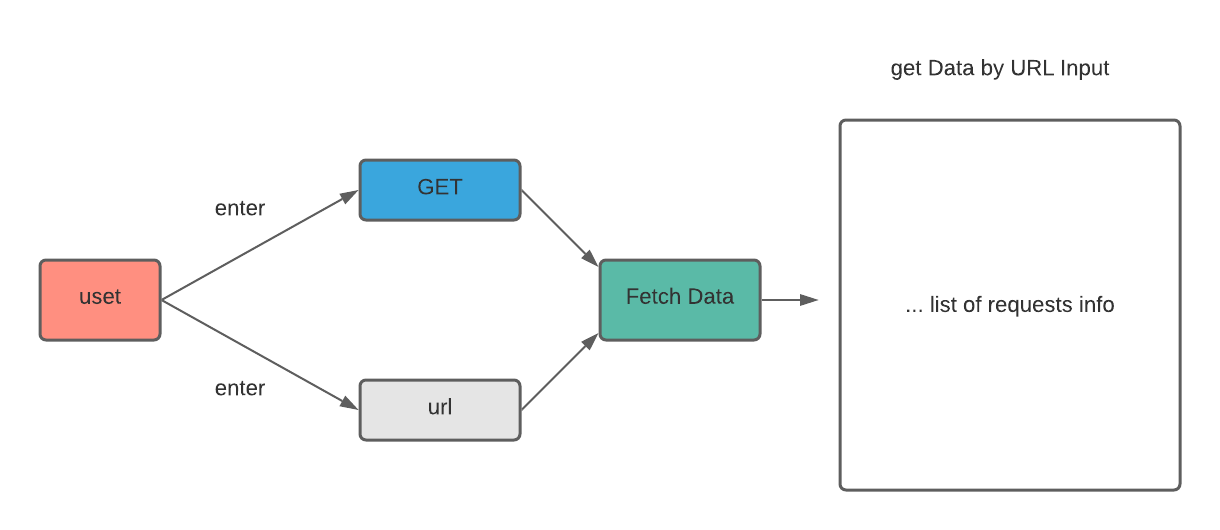 get Data by URL Input
GET
enter
uset
Fetch Data
... list of requests info
enter
url